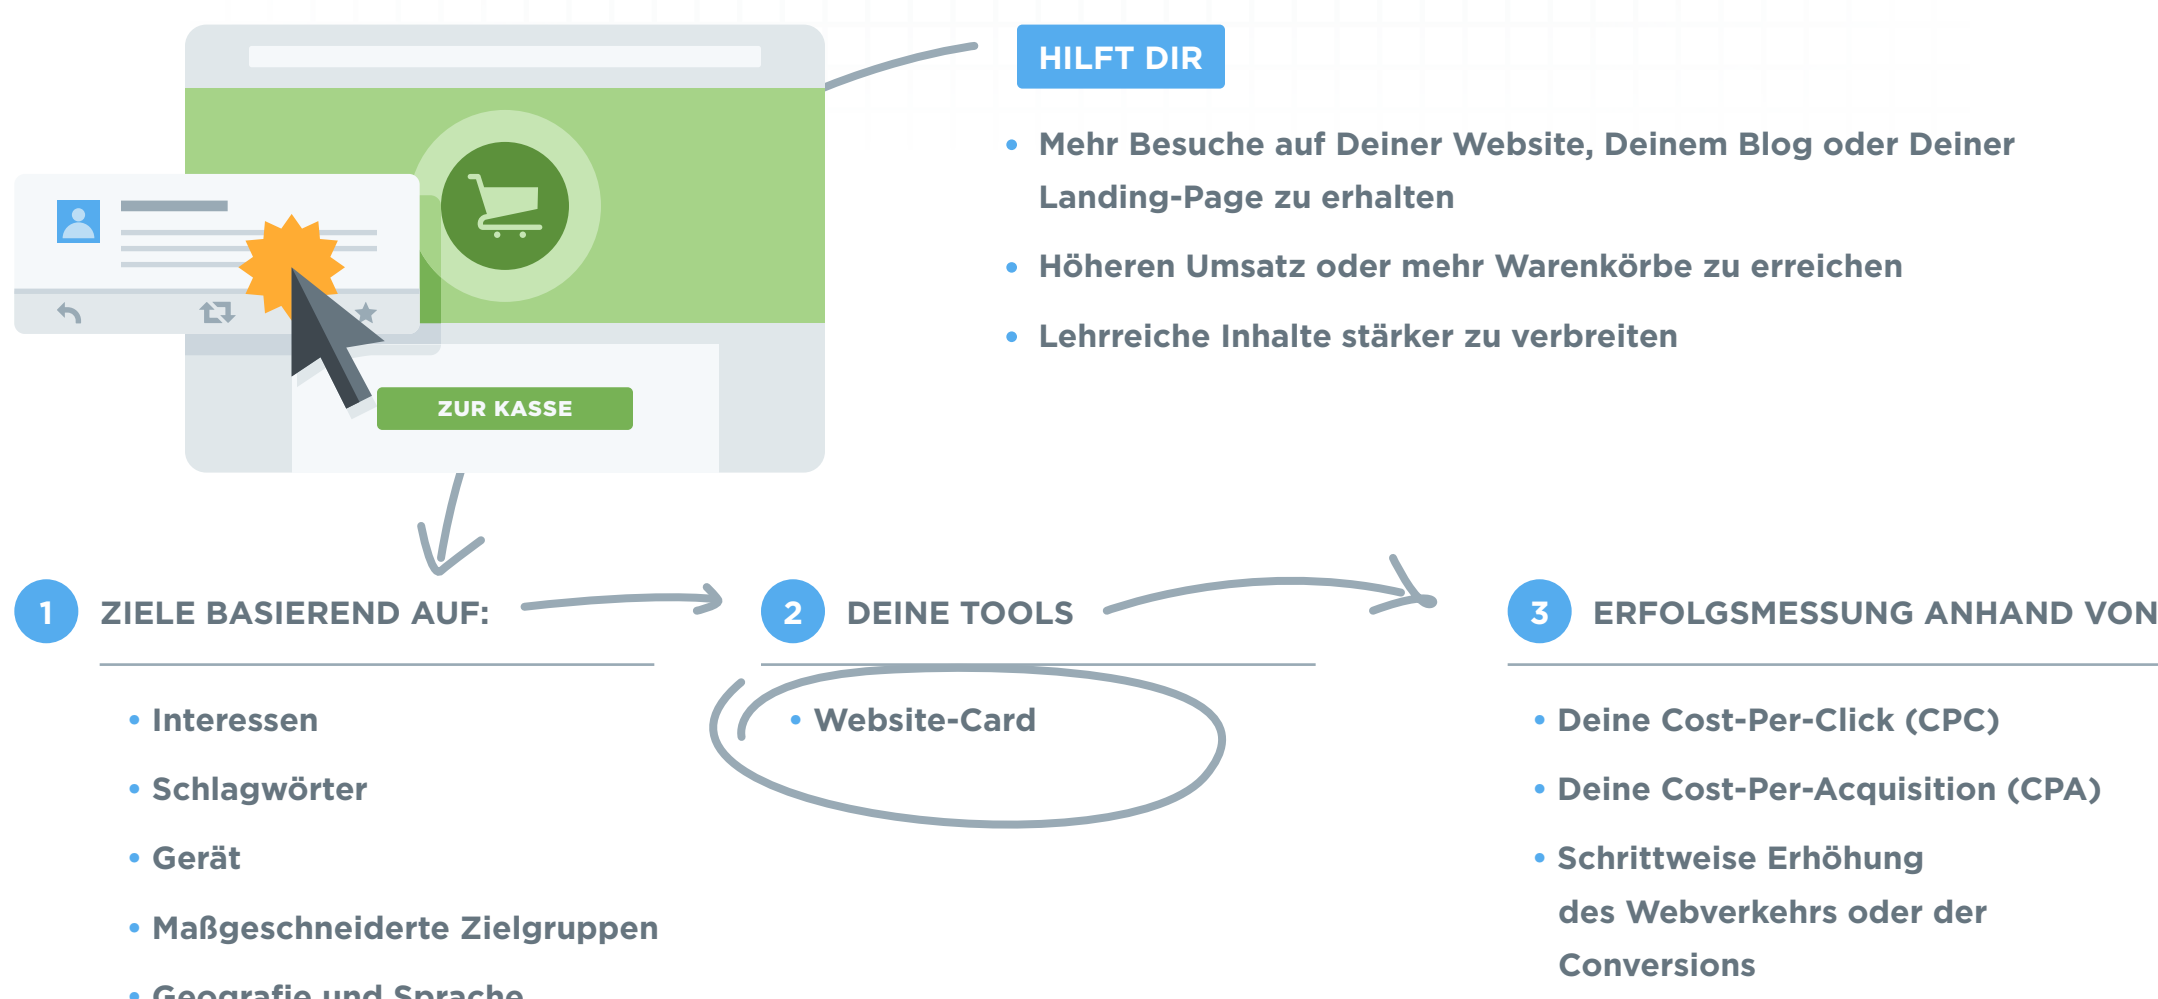 HILFT DIR
• Mehr Besuche auf Deiner Website, Deinem Blog oder Deiner
Landing-Page zu erhalten
• Höheren Umsatz oder mehr Warenkörbe zu erreichen
• Lehrreiche Inhalte stärker zu verbreiten
ZUR KASSE
1 ZIELE BASIEREND AUF:
• Interessen
• Schlagwörter
• Gerät
• Maßgeschneiderte Zielgruppen
• Geografie und Sprache
2 DEINE TOOLS
• Website-Card
3 ERFOLGSMESSUNG ANHAND VON
• Deine Cost-Per-Click (CPC)
• Deine Cost-Per-Acquisition (CPA)
• Schrittweise Erhöhung
des Webverkehrs oder der
Conversions